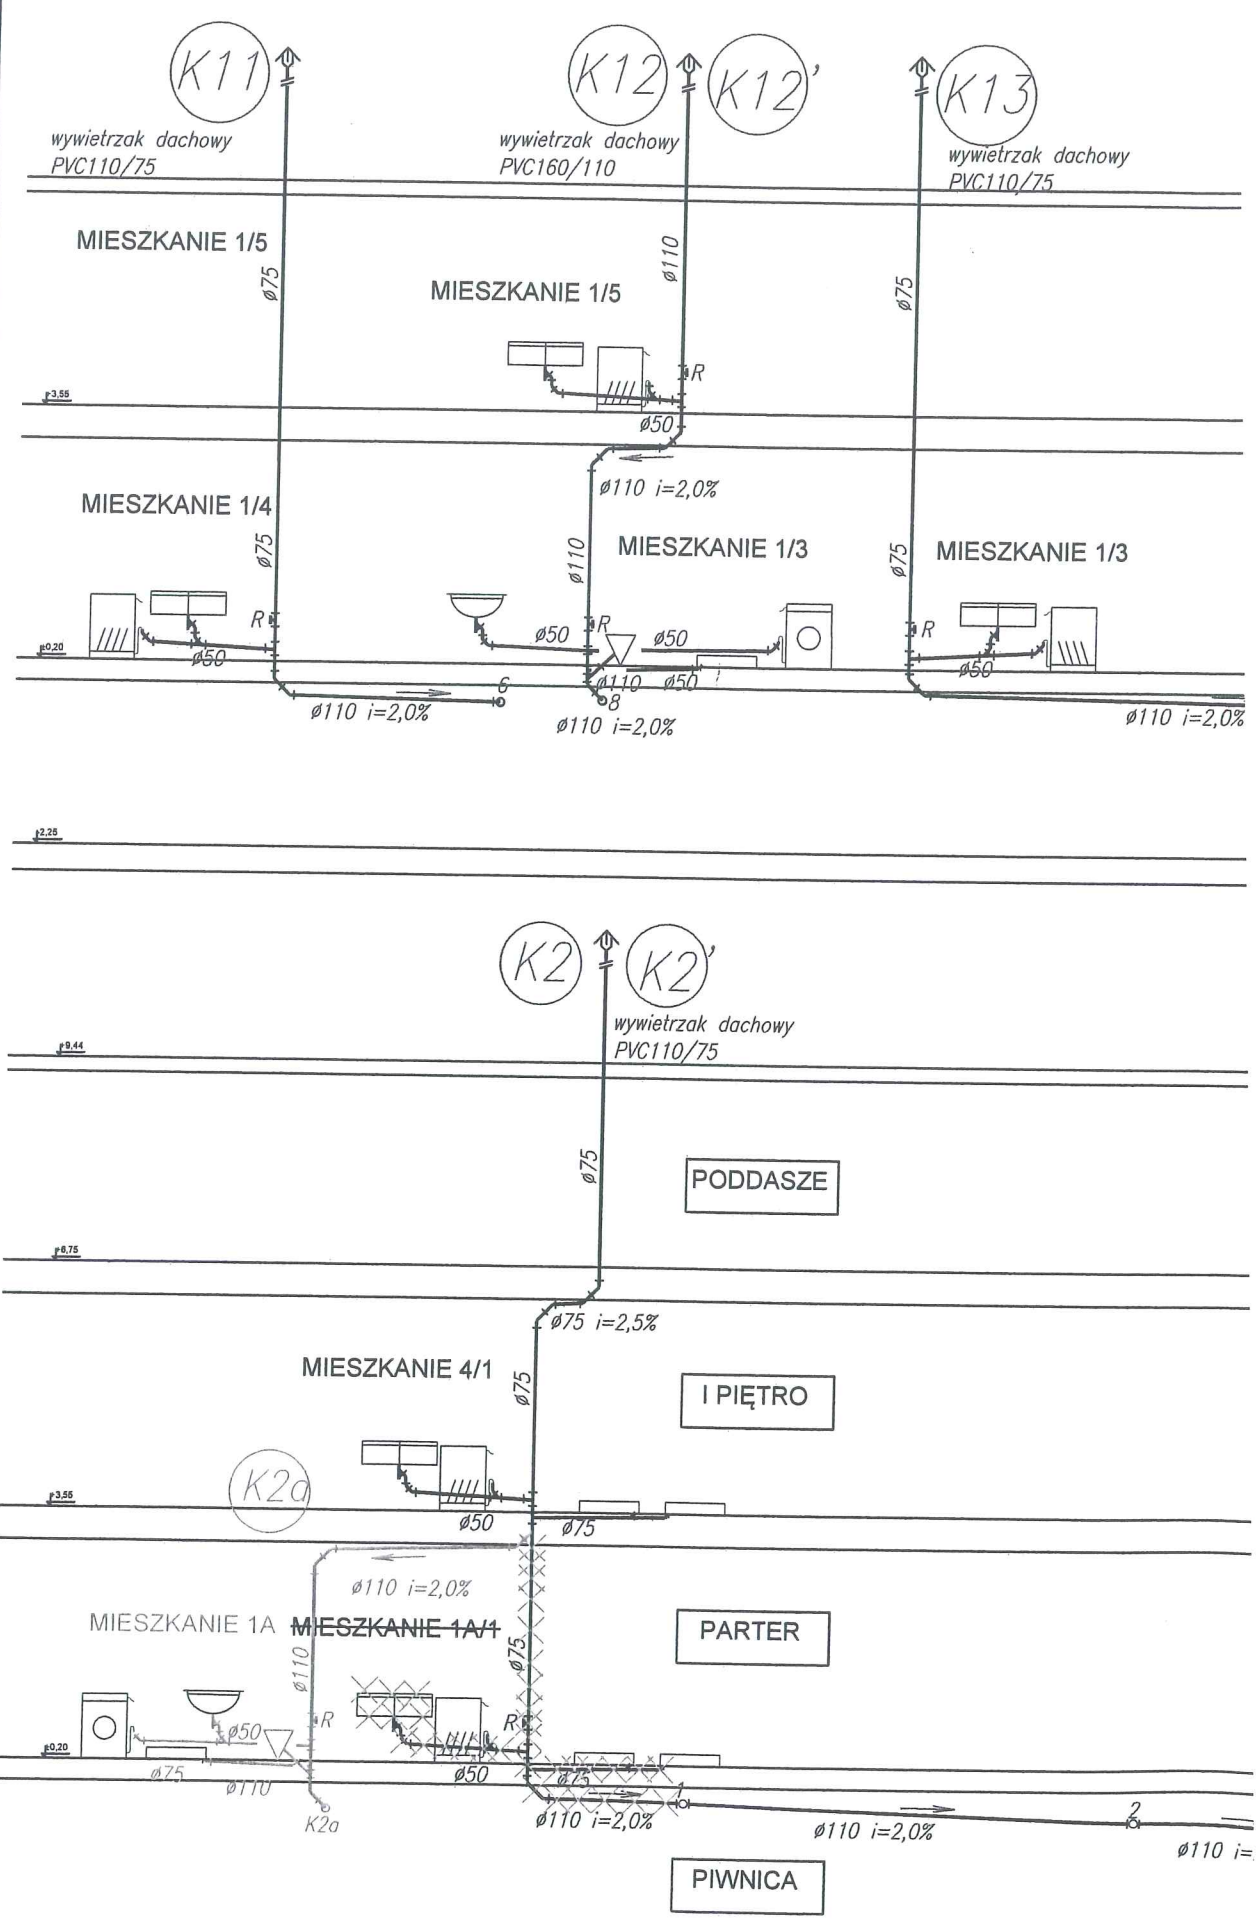 K11
K12
K12'
K13
wywietrzak dachowy
PVC110/75
wywietrzak dachowy
PVC160/110
wywietrzak dachowy
PVC110/75
MIESZKANIE 1/5
ø75
MIESZKANIE 1/5
ø110
ø75
R
3,55
ø50
ø110 i=2,0%
MIESZKANIE 1/4
ø75
ø110
MIESZKANIE 1/3
ø75
MIESZKANIE 1/3
R
R
R
ø50
ø50
±0,20
ø50
ø50
ø110
ø50
6
8
ø110 i=2,0%
ø110 i=2,0%
ø110 i=2,0%
2,25
K2
K2'
wywietrzak dachowy
PVC110/75
9,44
ø75
PODDASZE
6,75
ø75 i=2,5%
MIESZKANIE 4/1
ø75
I PIĘTRO
K2a
3,55
ø50
ø75
ø110 i=2,0%
MIESZKANIE 1A
MIESZKANIE 1A/1
PARTER
ø110
ø75
R
R
ø50
±0,20
ø75
ø110
ø50
ø75
1
2
K2a
ø110 i=2,0%
ø110 i=2,0%
ø110 i=
PIWNICA